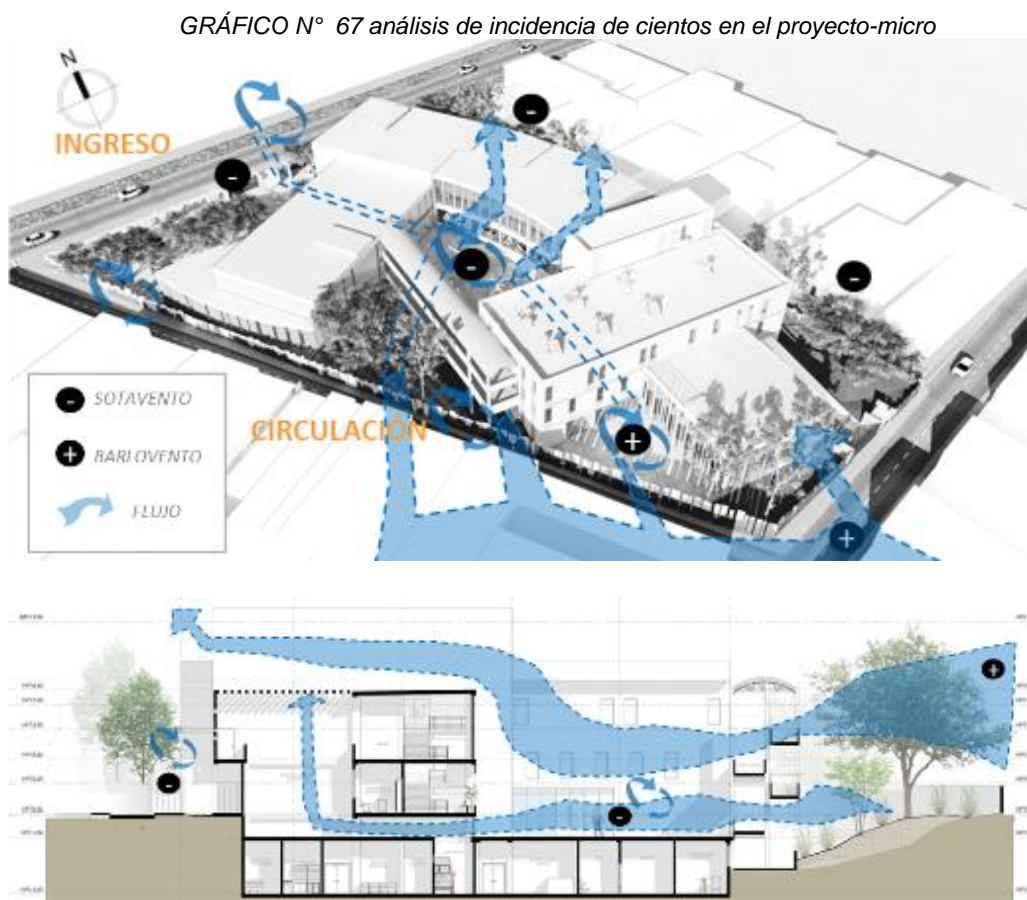 GRÁFICO N° 67 análisis de incidencia de cientos en el proyecto-micro
N
INGRESO
CIRCULACIÓN
SOTAVENTO
BARLOVENTO
FLUJO